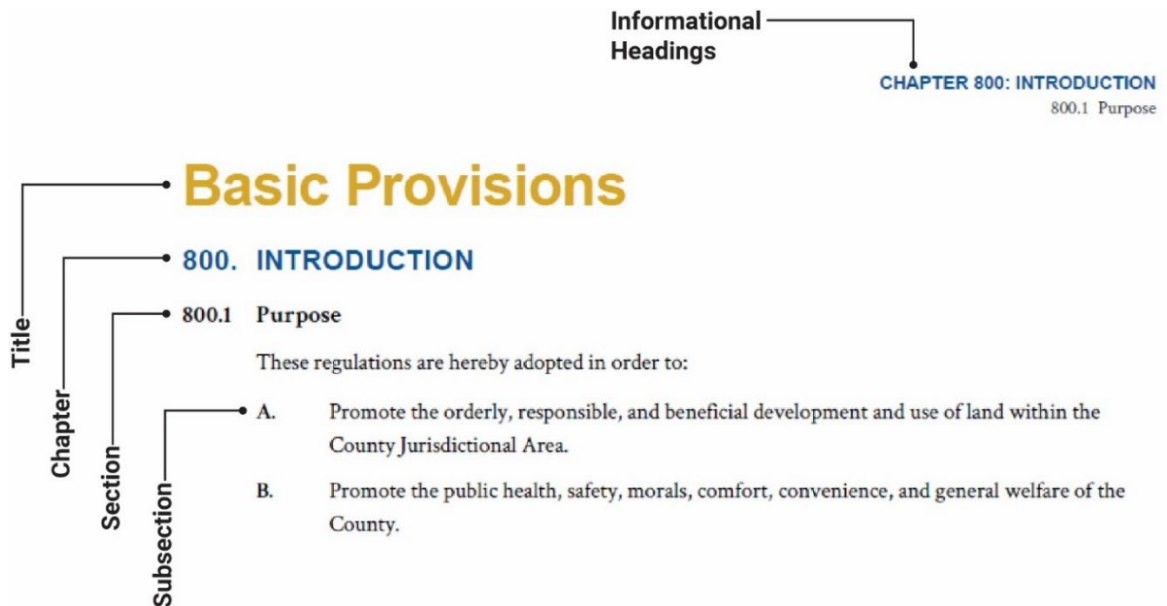 Informational
Headings
CHAPTER 800: INTRODUCTION
800.1 Purpose
Basic Provisions
800. INTRODUCTION
800.1 Purpose
These regulations are hereby adopted in order to:
A. Promote the orderly, responsible, and beneficial development and use of land within the
County Jurisdictional Area.
B. Promote the public health, safety, morals, comfort, convenience, and general welfare of the
County.
Title
Chapter
Section
Subsection